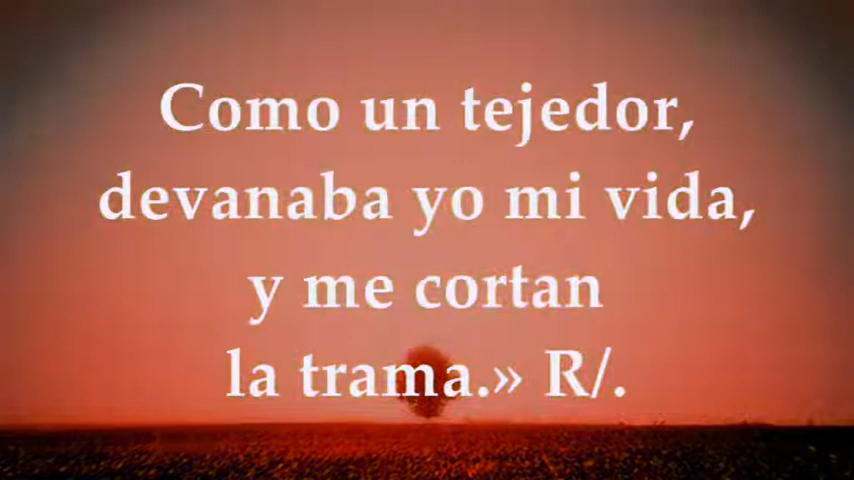 Como un tejedor,
devanaba yo mi vida,
y me cortan
la trama.» R/.